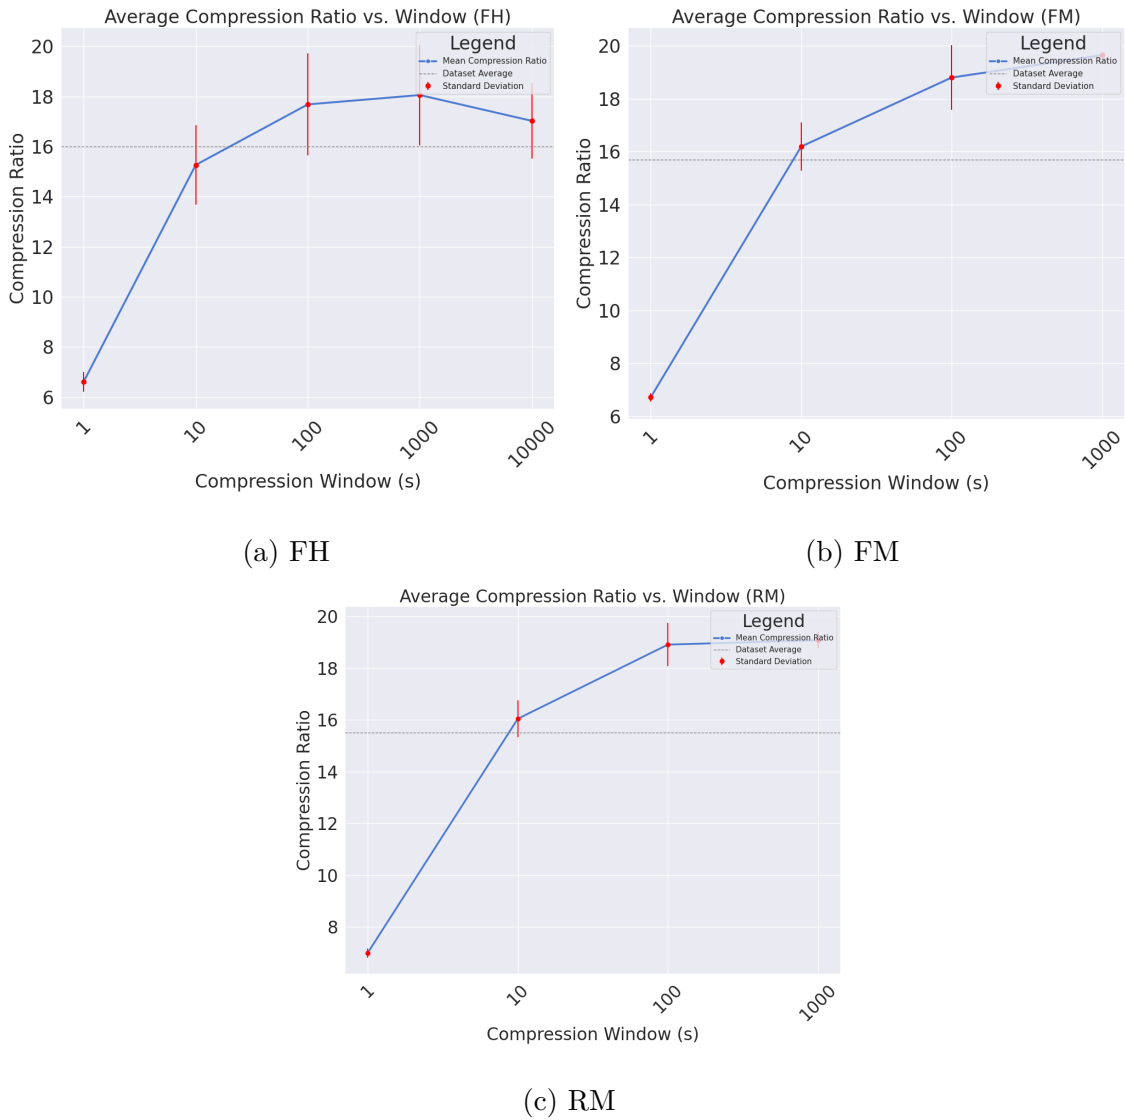 Average Compression Ratio vs. Window (FH)
Legend
Mean Compression Ratio
Dataset Average
Standard Deviation
Compression Ratio
20
18
16
14
12
10
8
6
1
10
100
1000
10000
Compression Window (s)
(a) FH
Average Compression Ratio vs. Window (FM)
Legend
Mean Compression Ratio
Dataset Average
Standard Deviation
Compression Ratio
20
18
16
14
12
10
8
6
1
10
100
1000
Compression Window (s)
(b) FM
Average Compression Ratio vs. Window (RM)
Legend
Mean Compression Ratio
Dataset Average
Standard Deviation
Compression Ratio
20
18
16
14
12
10
8
1
10
100
1000
Compression Window (s)
(c) RM